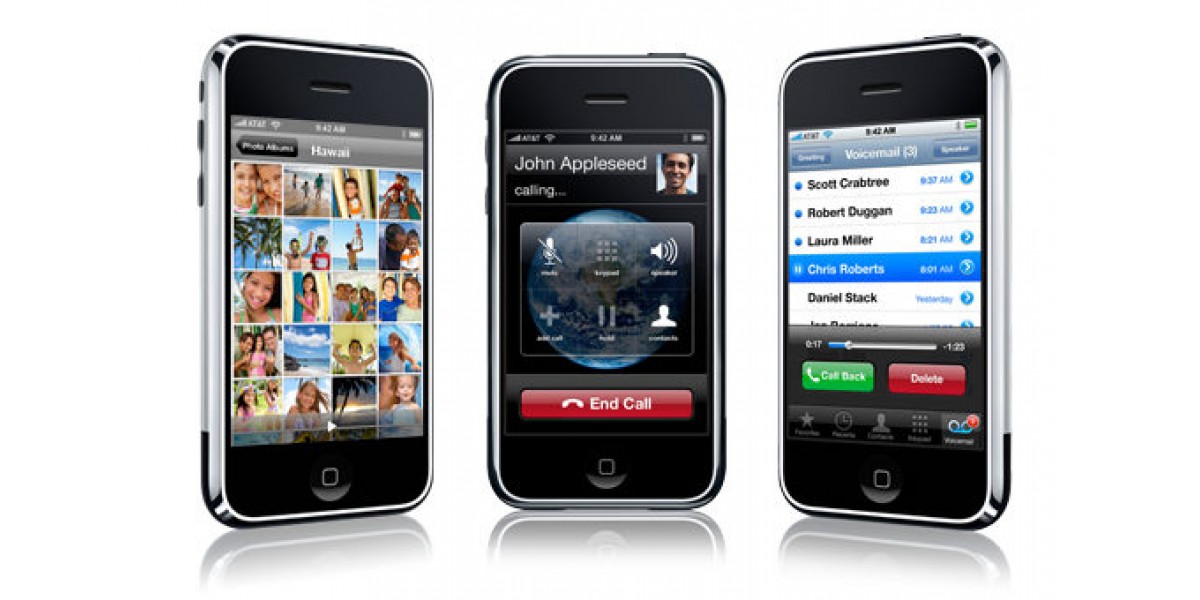 AT&T 9:42 AM
Photo Albums Hawaii
AT&T 9:42 AM
John Appleseed
calling...
mute keypad speaker
add call hold contacts
End Call
AT&T 9:42 AM
Greeting Voicemail (3) Speaker
Scott Crabtree 9:37 AM
Robert Duggan 9:23 AM
Laura Miller 8:21 AM
Chris Roberts 8:01 AM
Daniel Stack Yesterday
0:17 -1:23
Call Back Delete
Favorites Recents Contacts Keypad Voicemail